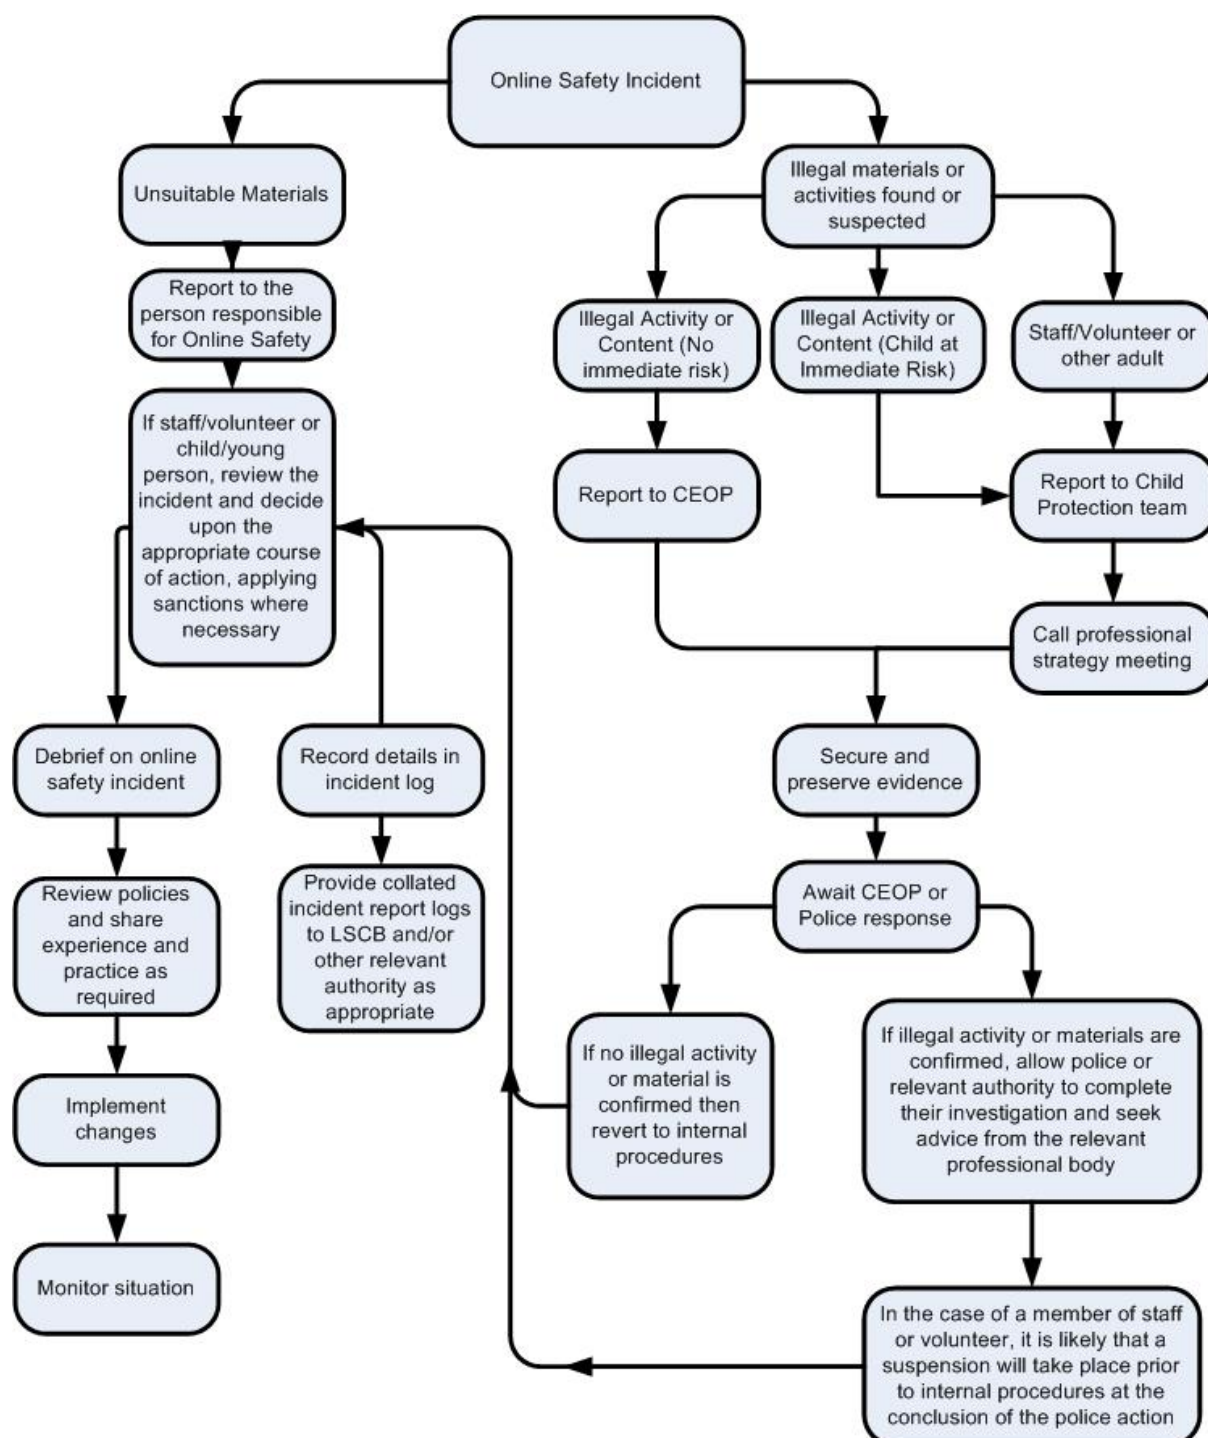 Online Safety Incident
Unsuitable Materials
Illegal materials or
activities found or
suspected
Report to the
person responsible
for Online Safety
Illegal Activity or
Content (No
immediate risk)
Illegal Activity or
Content (Child at
Immediate Risk)
Staff/Volunteer or
other adult
If staff/volunteer or
child/young
person, review the
incident and decide
upon the
appropriate course
of action, applying
sanctions where
necessary
Report to CEOP
Report to Child
Protection team
Call professional
strategy meeting
Debrief on online
safety incident
Record details in
incident log
Secure and
preserve evidence
Review policies
and share
experience and
practice as
required
Provide collated
incident report logs
to LSCB and/or
other relevant
authority as
appropriate
Await CEOP or
Police response
If no illegal activity
or material is
confirmed then
revert to internal
procedures
If illegal activity or materials are
confirmed, allow police or
relevant authority to complete
their investigation and seek
advice from the relevant
professional body
Implement
changes
Monitor situation
In the case of a member of staff
or volunteer, it is likely that a
suspension will take place prior
to internal procedures at the
conclusion of the police action